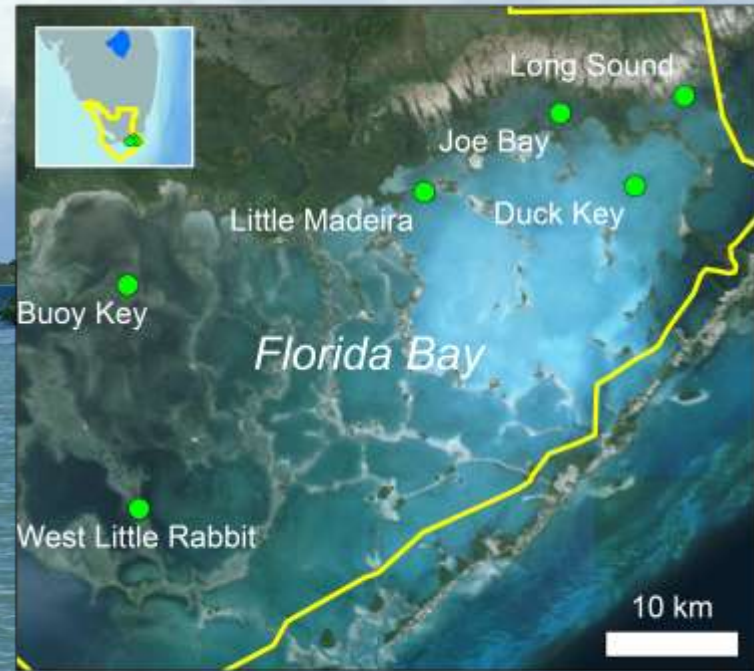 Long Sound
Joe Bay
Little Madeira
Duck Key
Buoy Key
Florida Bay
West Little Rabbit
10 km